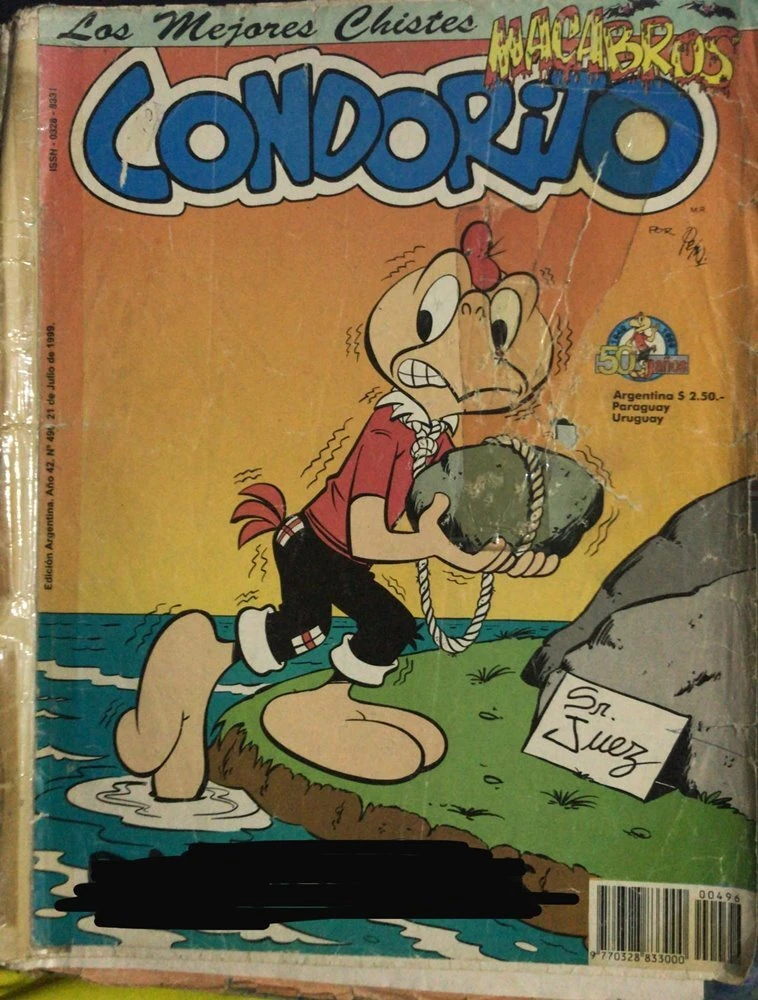 Los Mejores Chistes
MACABROS
CONDORITO
M.R.
POR Pepo.
50 AÑOS
Argentina $ 2.50.-
Paraguay
Uruguay
ISSN - 0328 - 8331
Edición Argentina. Año 42. Nº 496. 21 de Julio de 1999.
Sr.
Juez
00496
9 770328 833000